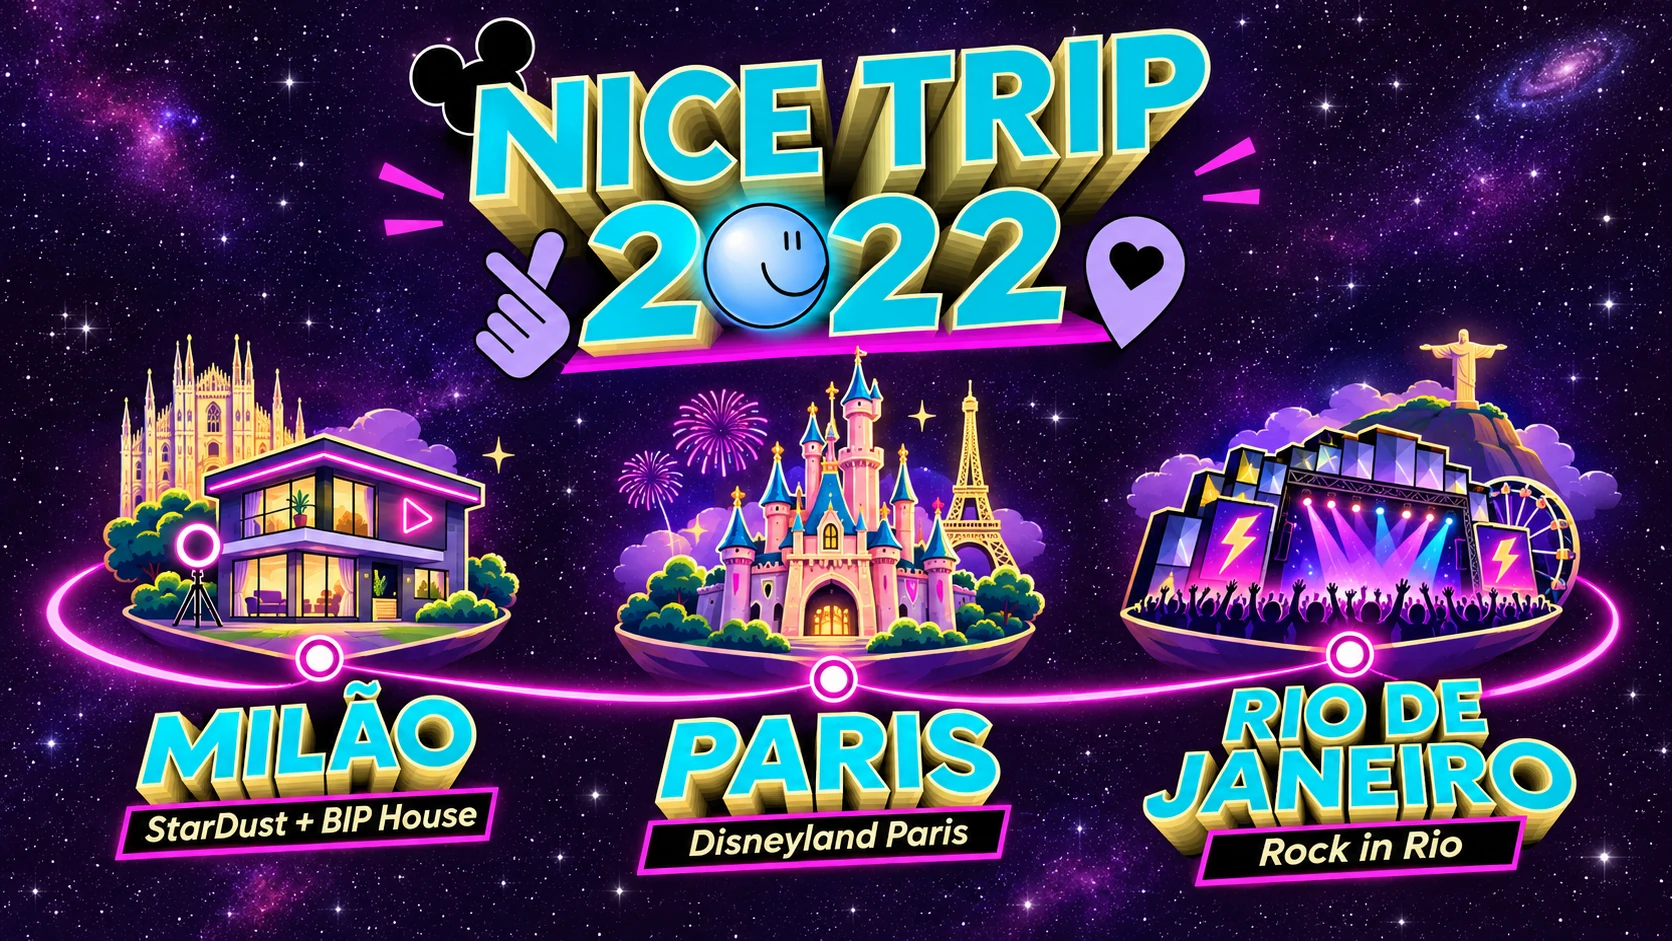 NICE TRIP
2022
MILÃO
StarDust + BIP House
PARIS
Disneyland Paris
RIO DE
JANEIRO
Rock in Rio